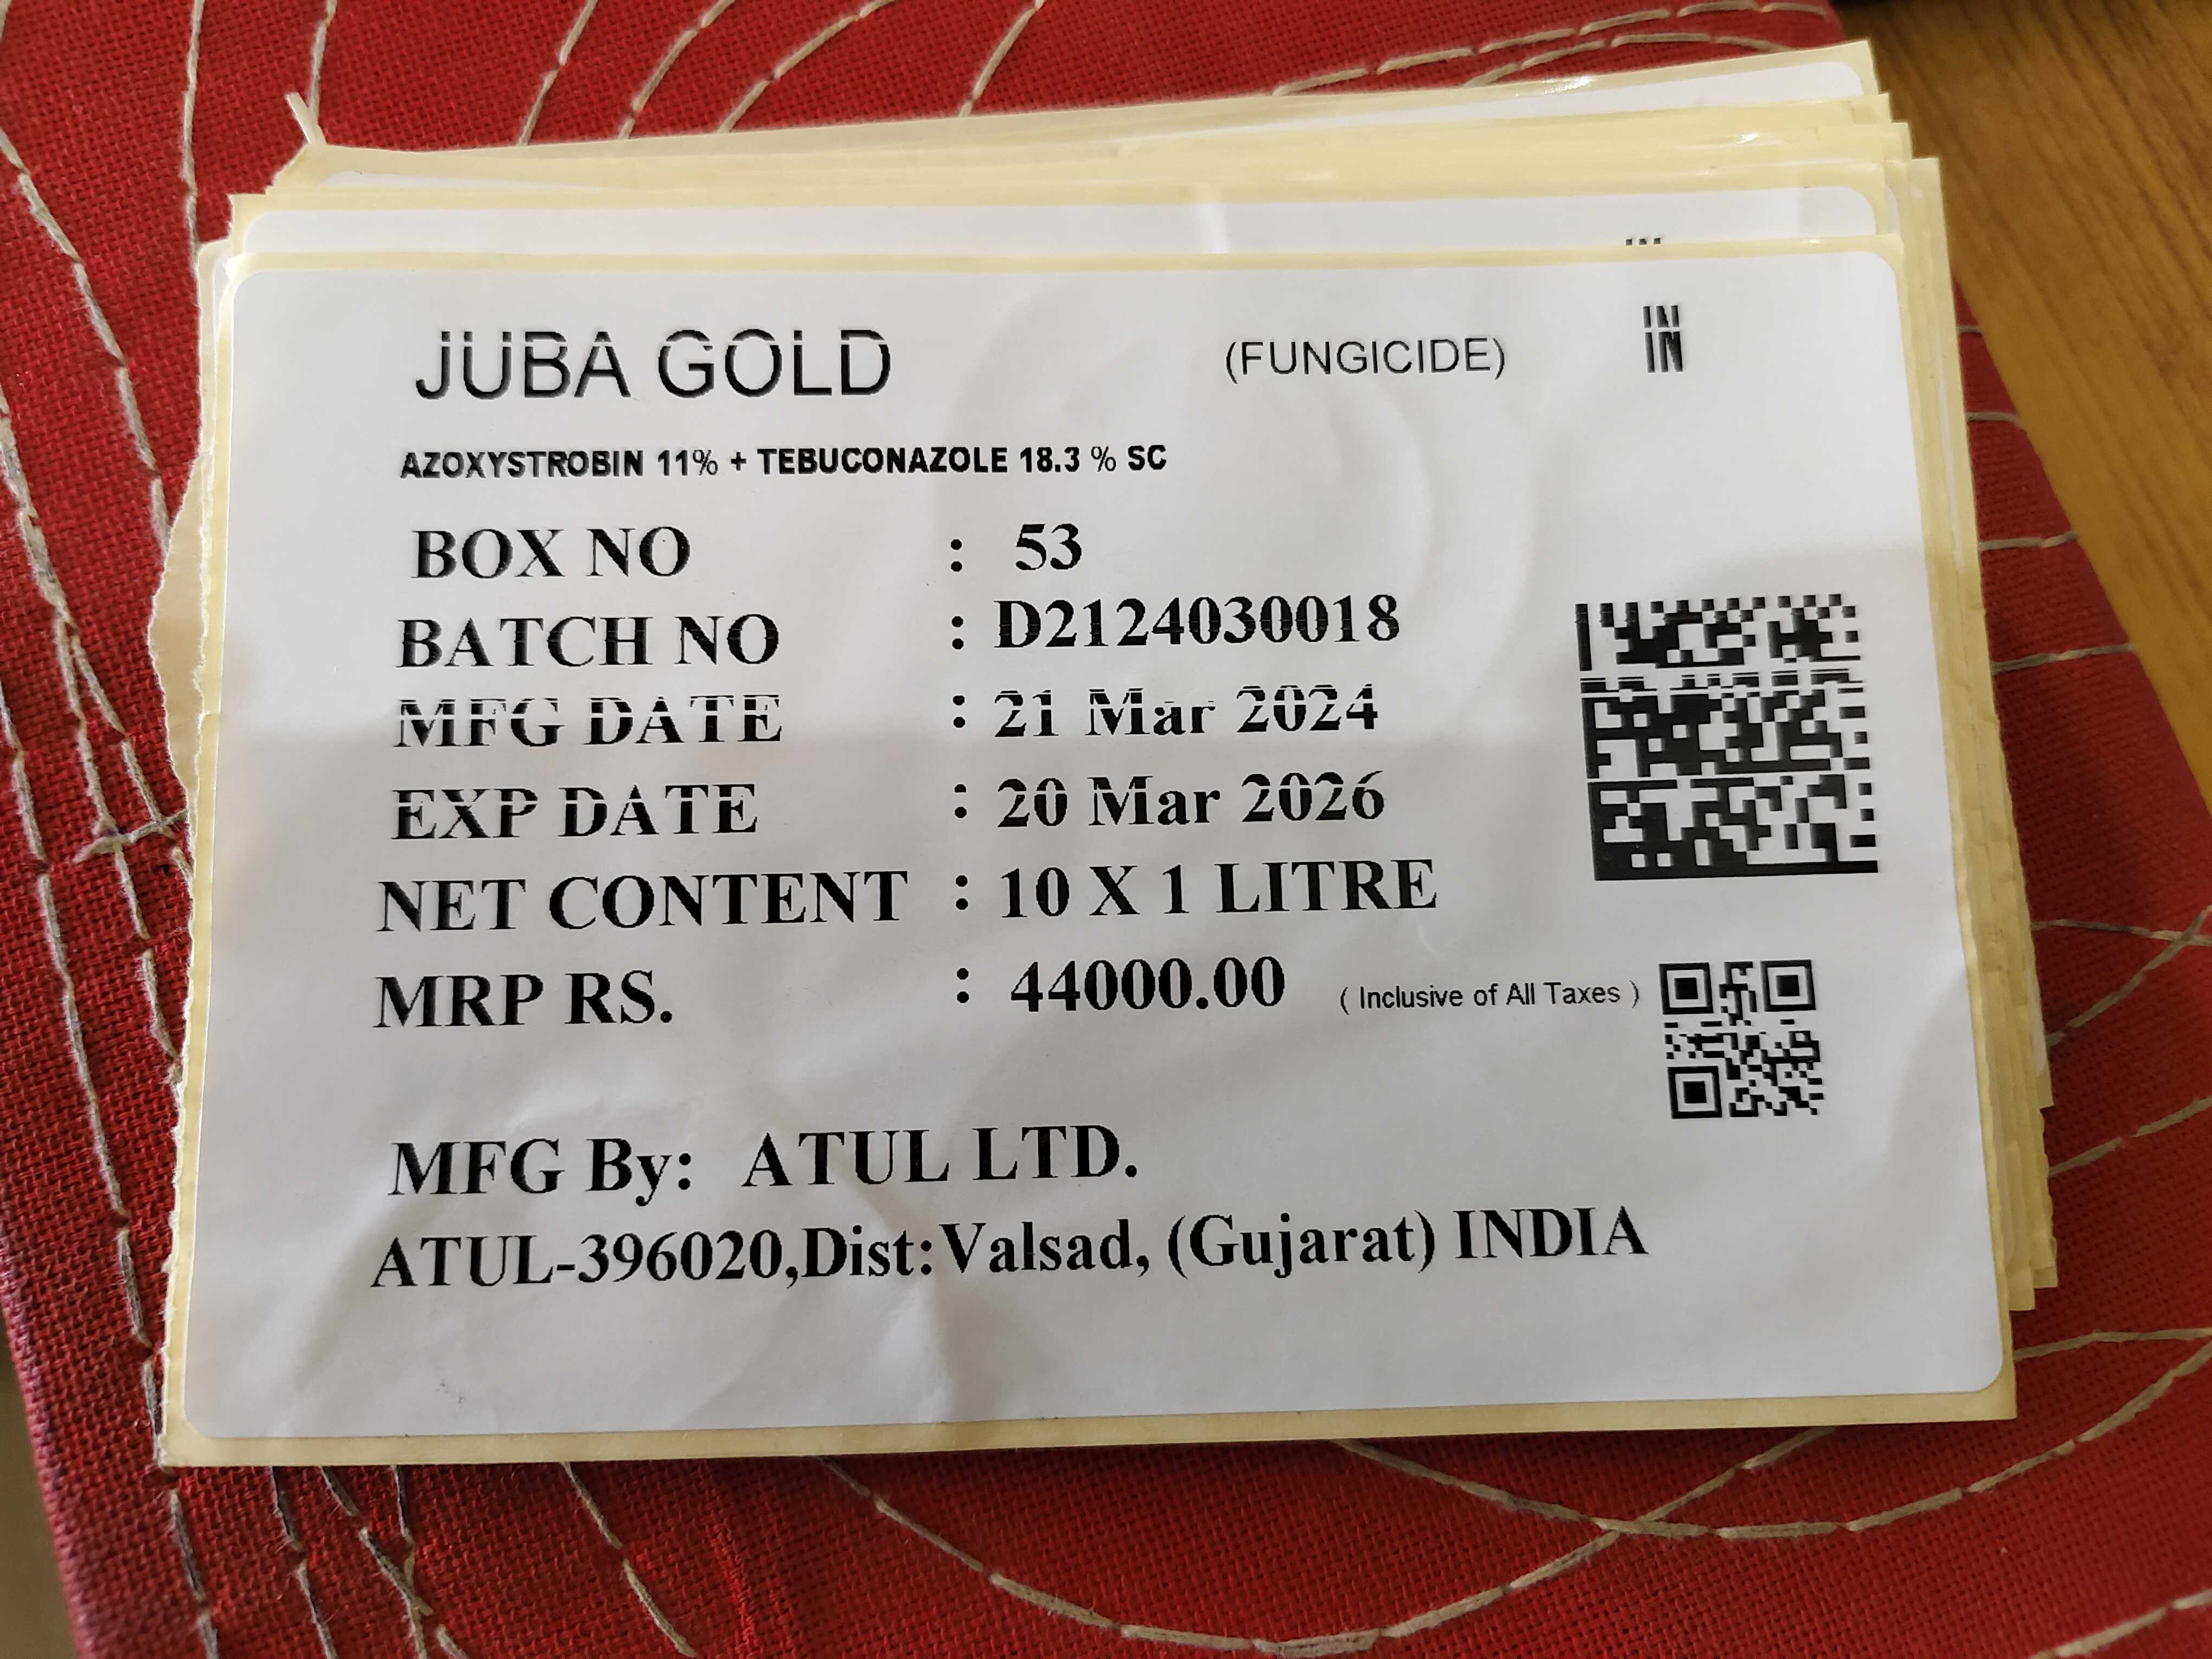 JUBA GOLD (FUNGICIDE) IN
IN
AZOXYSTROBIN 11% + TEBUCONAZOLE 18.3 % SC
BOX NO : 53
BATCH NO : D2124030018
MFG DATE : 21 Mar 2024
EXP DATE : 20 Mar 2026
NET CONTENT : 10 X 1 LITRE
MRP RS. : 44000.00 ( Inclusive of All Taxes )
MFG By: ATUL LTD.
ATUL-396020,Dist:Valsad, (Gujarat) INDIA